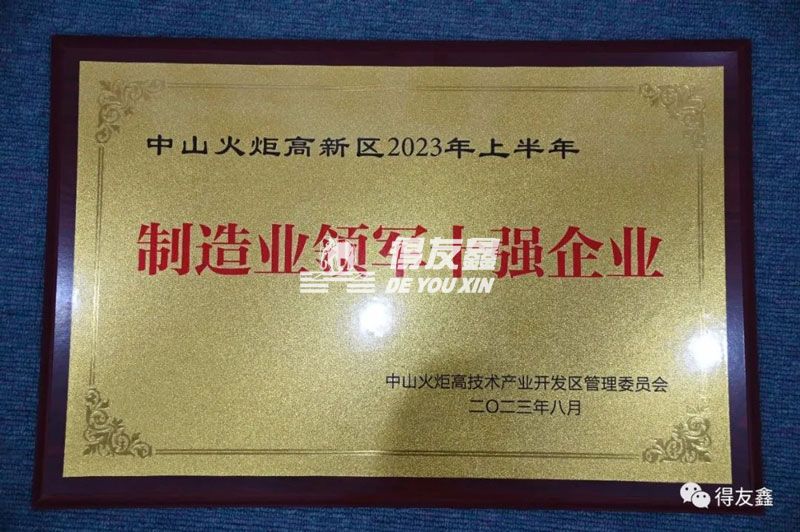 中山火炬高新区2023年上半年
制造业领军十强企业
得友鑫
DE YOU XIN
中山火炬高技术产业开发区管理委员会
二〇二三年八月
得友鑫